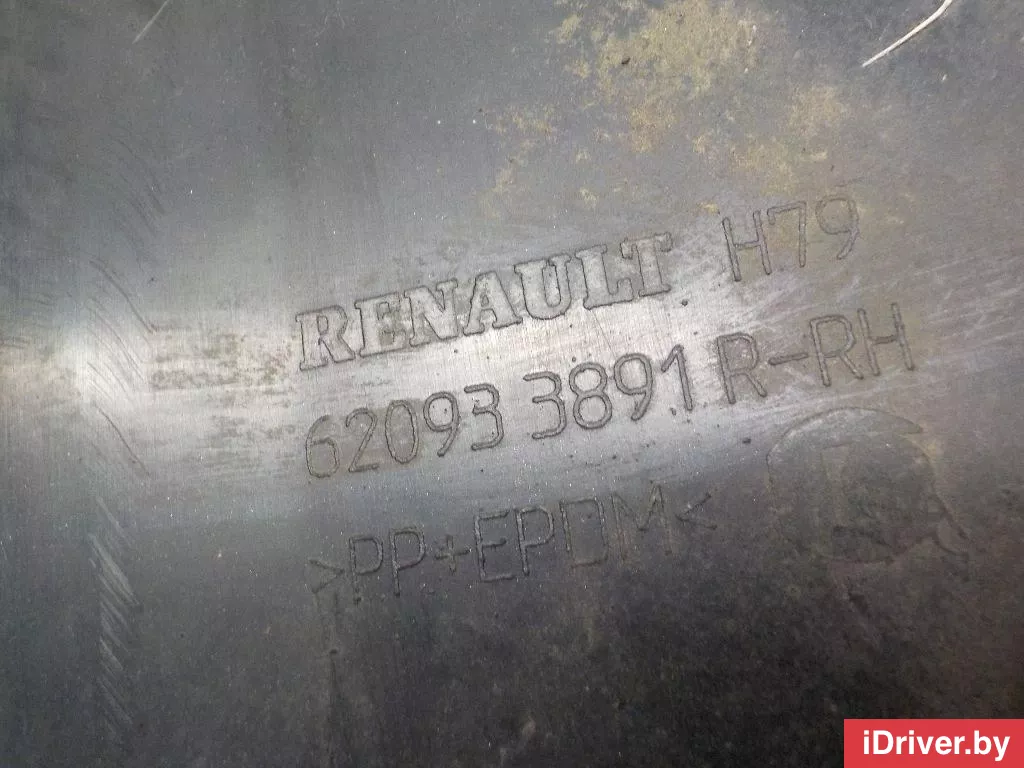 RENAULT H79
62093 3891 R-RH
>PP+EPDM<
iDriver.by